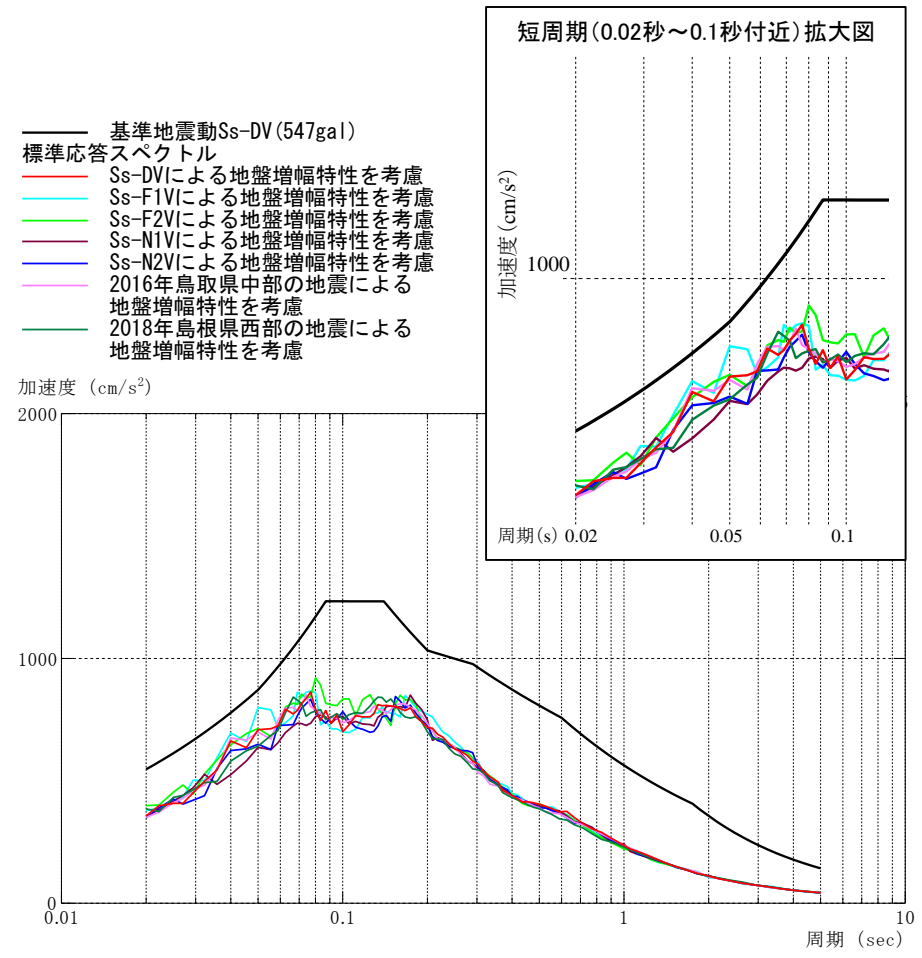 短周期(0.02秒～0.1秒付近)拡大図
基準地震動Ss-DV(547gal)
標準応答スペクトル
Ss-DVによる地盤増幅特性を考慮
Ss-F1Vによる地盤増幅特性を考慮
Ss-F2Vによる地盤増幅特性を考慮
Ss-N1Vによる地盤増幅特性を考慮
Ss-N2Vによる地盤増幅特性を考慮
2016年鳥取県中部の地震による
地盤増幅特性を考慮
2018年島根県西部の地震による
地盤増幅特性を考慮
加速度(cm/s²)
1000
周期(s) 0.02 0.05 0.1
加速度 (cm/s²)
2000
1000
0
0.01 0.1 1 10
周期 (sec)